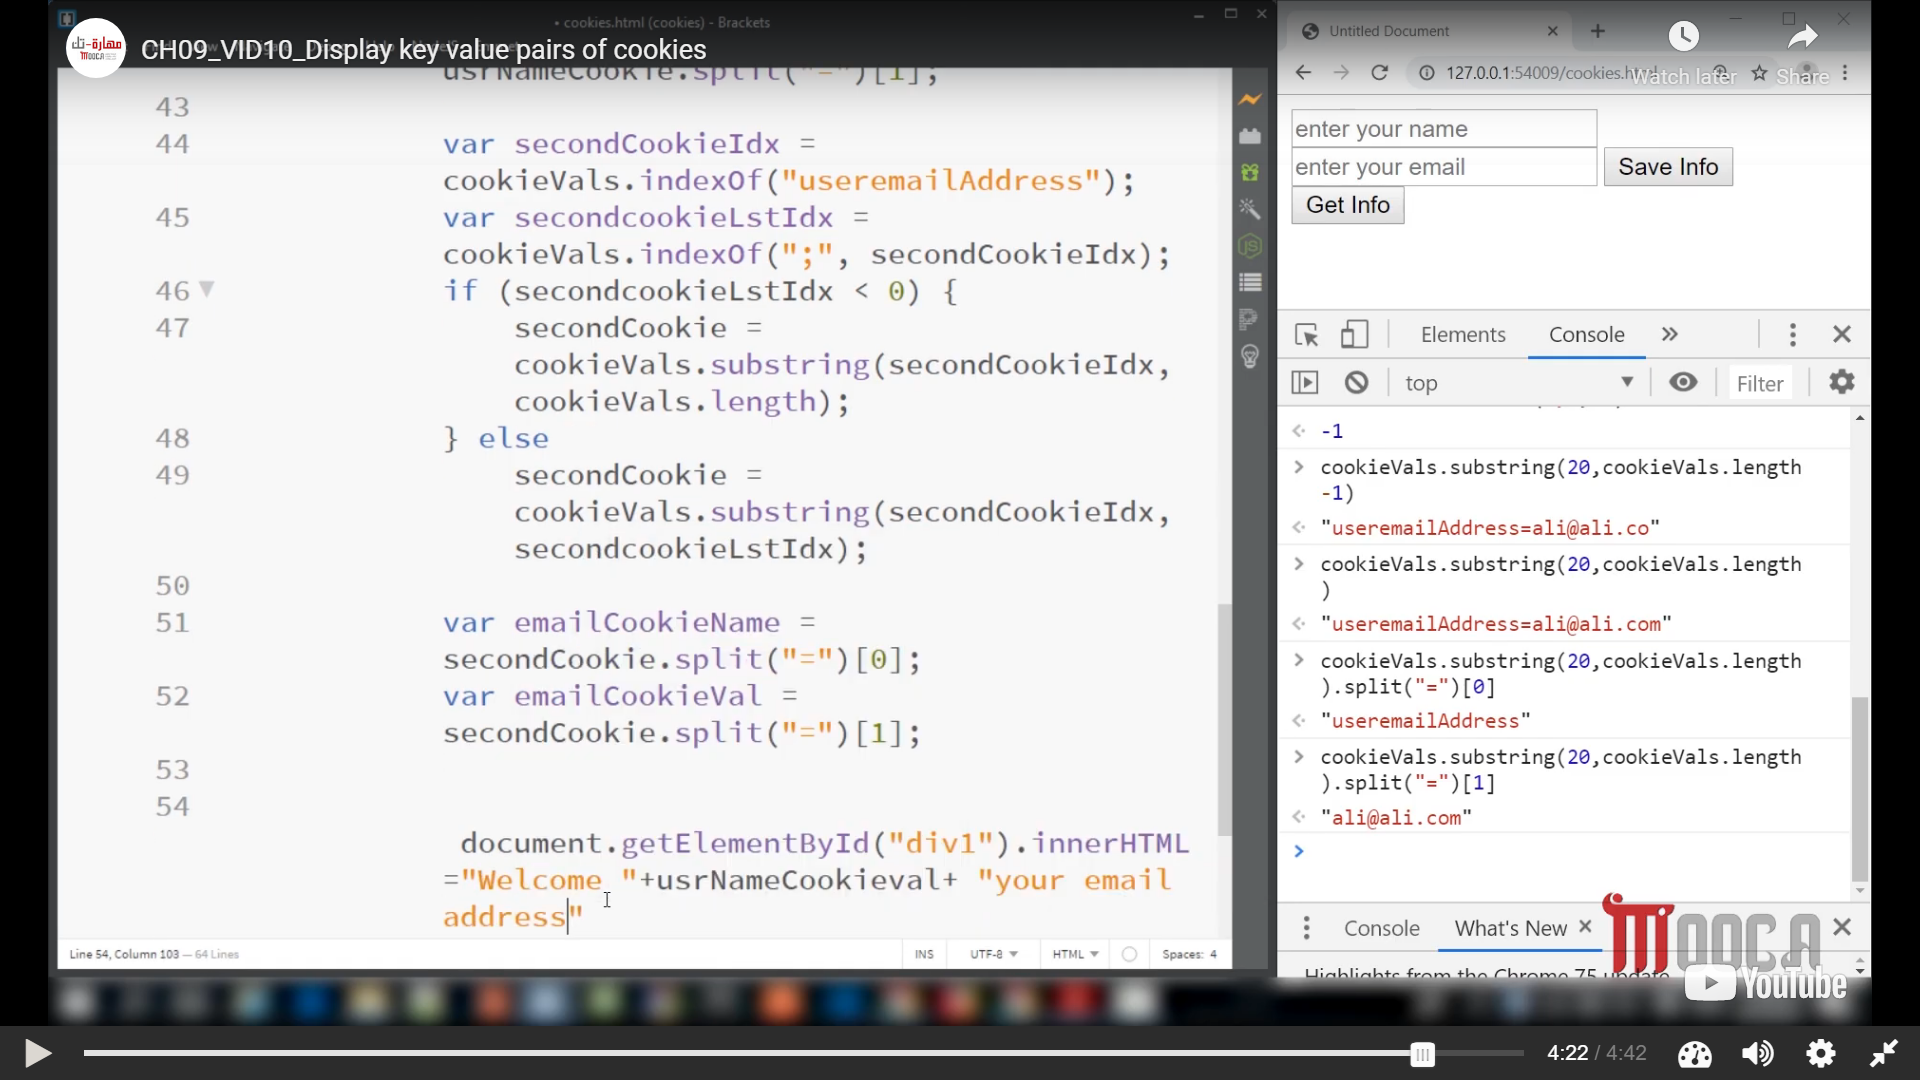 • cookies.html (cookies) - Brackets
مهارة-تك
MOOCA
CH09_VID10_Display key value pairs of cookies
usrNameCookie.split("=")[1];
43
44 var secondCookieIdx =
cookieVals.indexOf("useremailAddress");
45 var secondcookieLstIdx =
cookieVals.indexOf(";", secondCookieIdx);
46 if (secondcookieLstIdx < 0) {
47 secondCookie =
cookieVals.substring(secondCookieIdx,
cookieVals.length);
48 } else
49 secondCookie =
cookieVals.substring(secondCookieIdx,
secondcookieLstIdx);
50
51 var emailCookieName =
secondCookie.split("=")[0];
52 var emailCookieVal =
secondCookie.split("=")[1];
53
54
document.getElementById("div1").innerHTML
="Welcome "+usrNameCookieval+ "your email
address"
Line 54, Column 103 — 64 Lines
INS
UTF-8
HTML
Spaces: 4
Untitled Document
127.0.0.1:54009/cookies.h
Watch later
Share
enter your name
enter your email
Save Info
Get Info
Elements
Console
top
Filter
-1
cookieVals.substring(20,cookieVals.length
-1)
"useremailAddress=ali@ali.co"
cookieVals.substring(20,cookieVals.length
)
"useremailAddress=ali@ali.com"
cookieVals.substring(20,cookieVals.length
).split("=")[0]
"useremailAddress"
cookieVals.substring(20,cookieVals.length
).split("=")[1]
"ali@ali.com"
Console
What's New
Highlights from the Chrome 75 update
MOOCA
YouTube
4:22 / 4:42